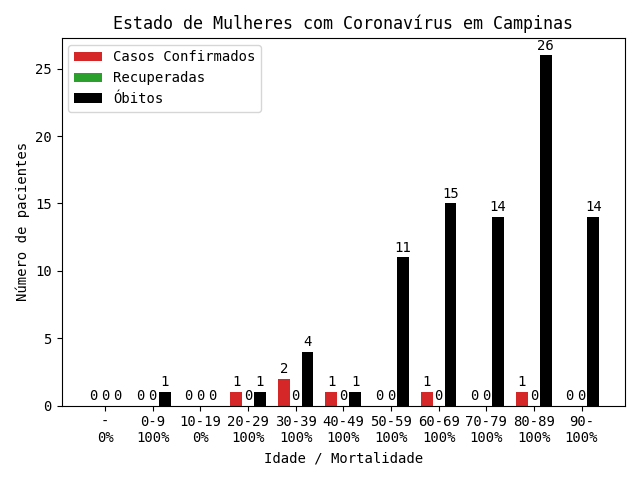 Estado de Mulheres com Coronavírus em Campinas
Casos Confirmados
Recuperadas
Óbitos
Número de pacientes
25
20
15
10
5
0
0 0 0
0 0 1
0 0 0
1 0 1
2 0 4
1 0 1
0 0 11
1 0 15
0 0 14
1 0 26
0 0 14
- 0-9 10-19 20-29 30-39 40-49 50-59 60-69 70-79 80-89 90-
0% 100% 0% 100% 100% 100% 100% 100% 100% 100% 100%
Idade / Mortalidade